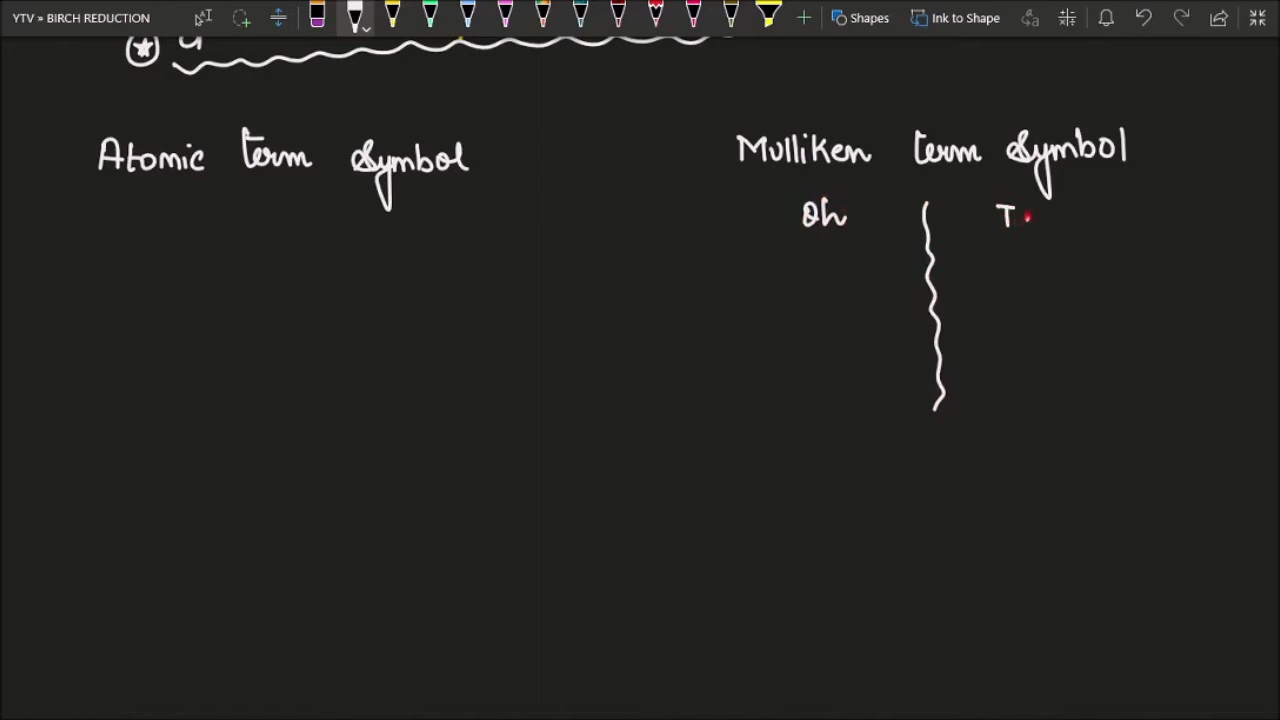 YTV » BIRCH REDUCTION Shapes Ink to Shape
Atomic term Symbol
Mulliken term Symbol
Oh T